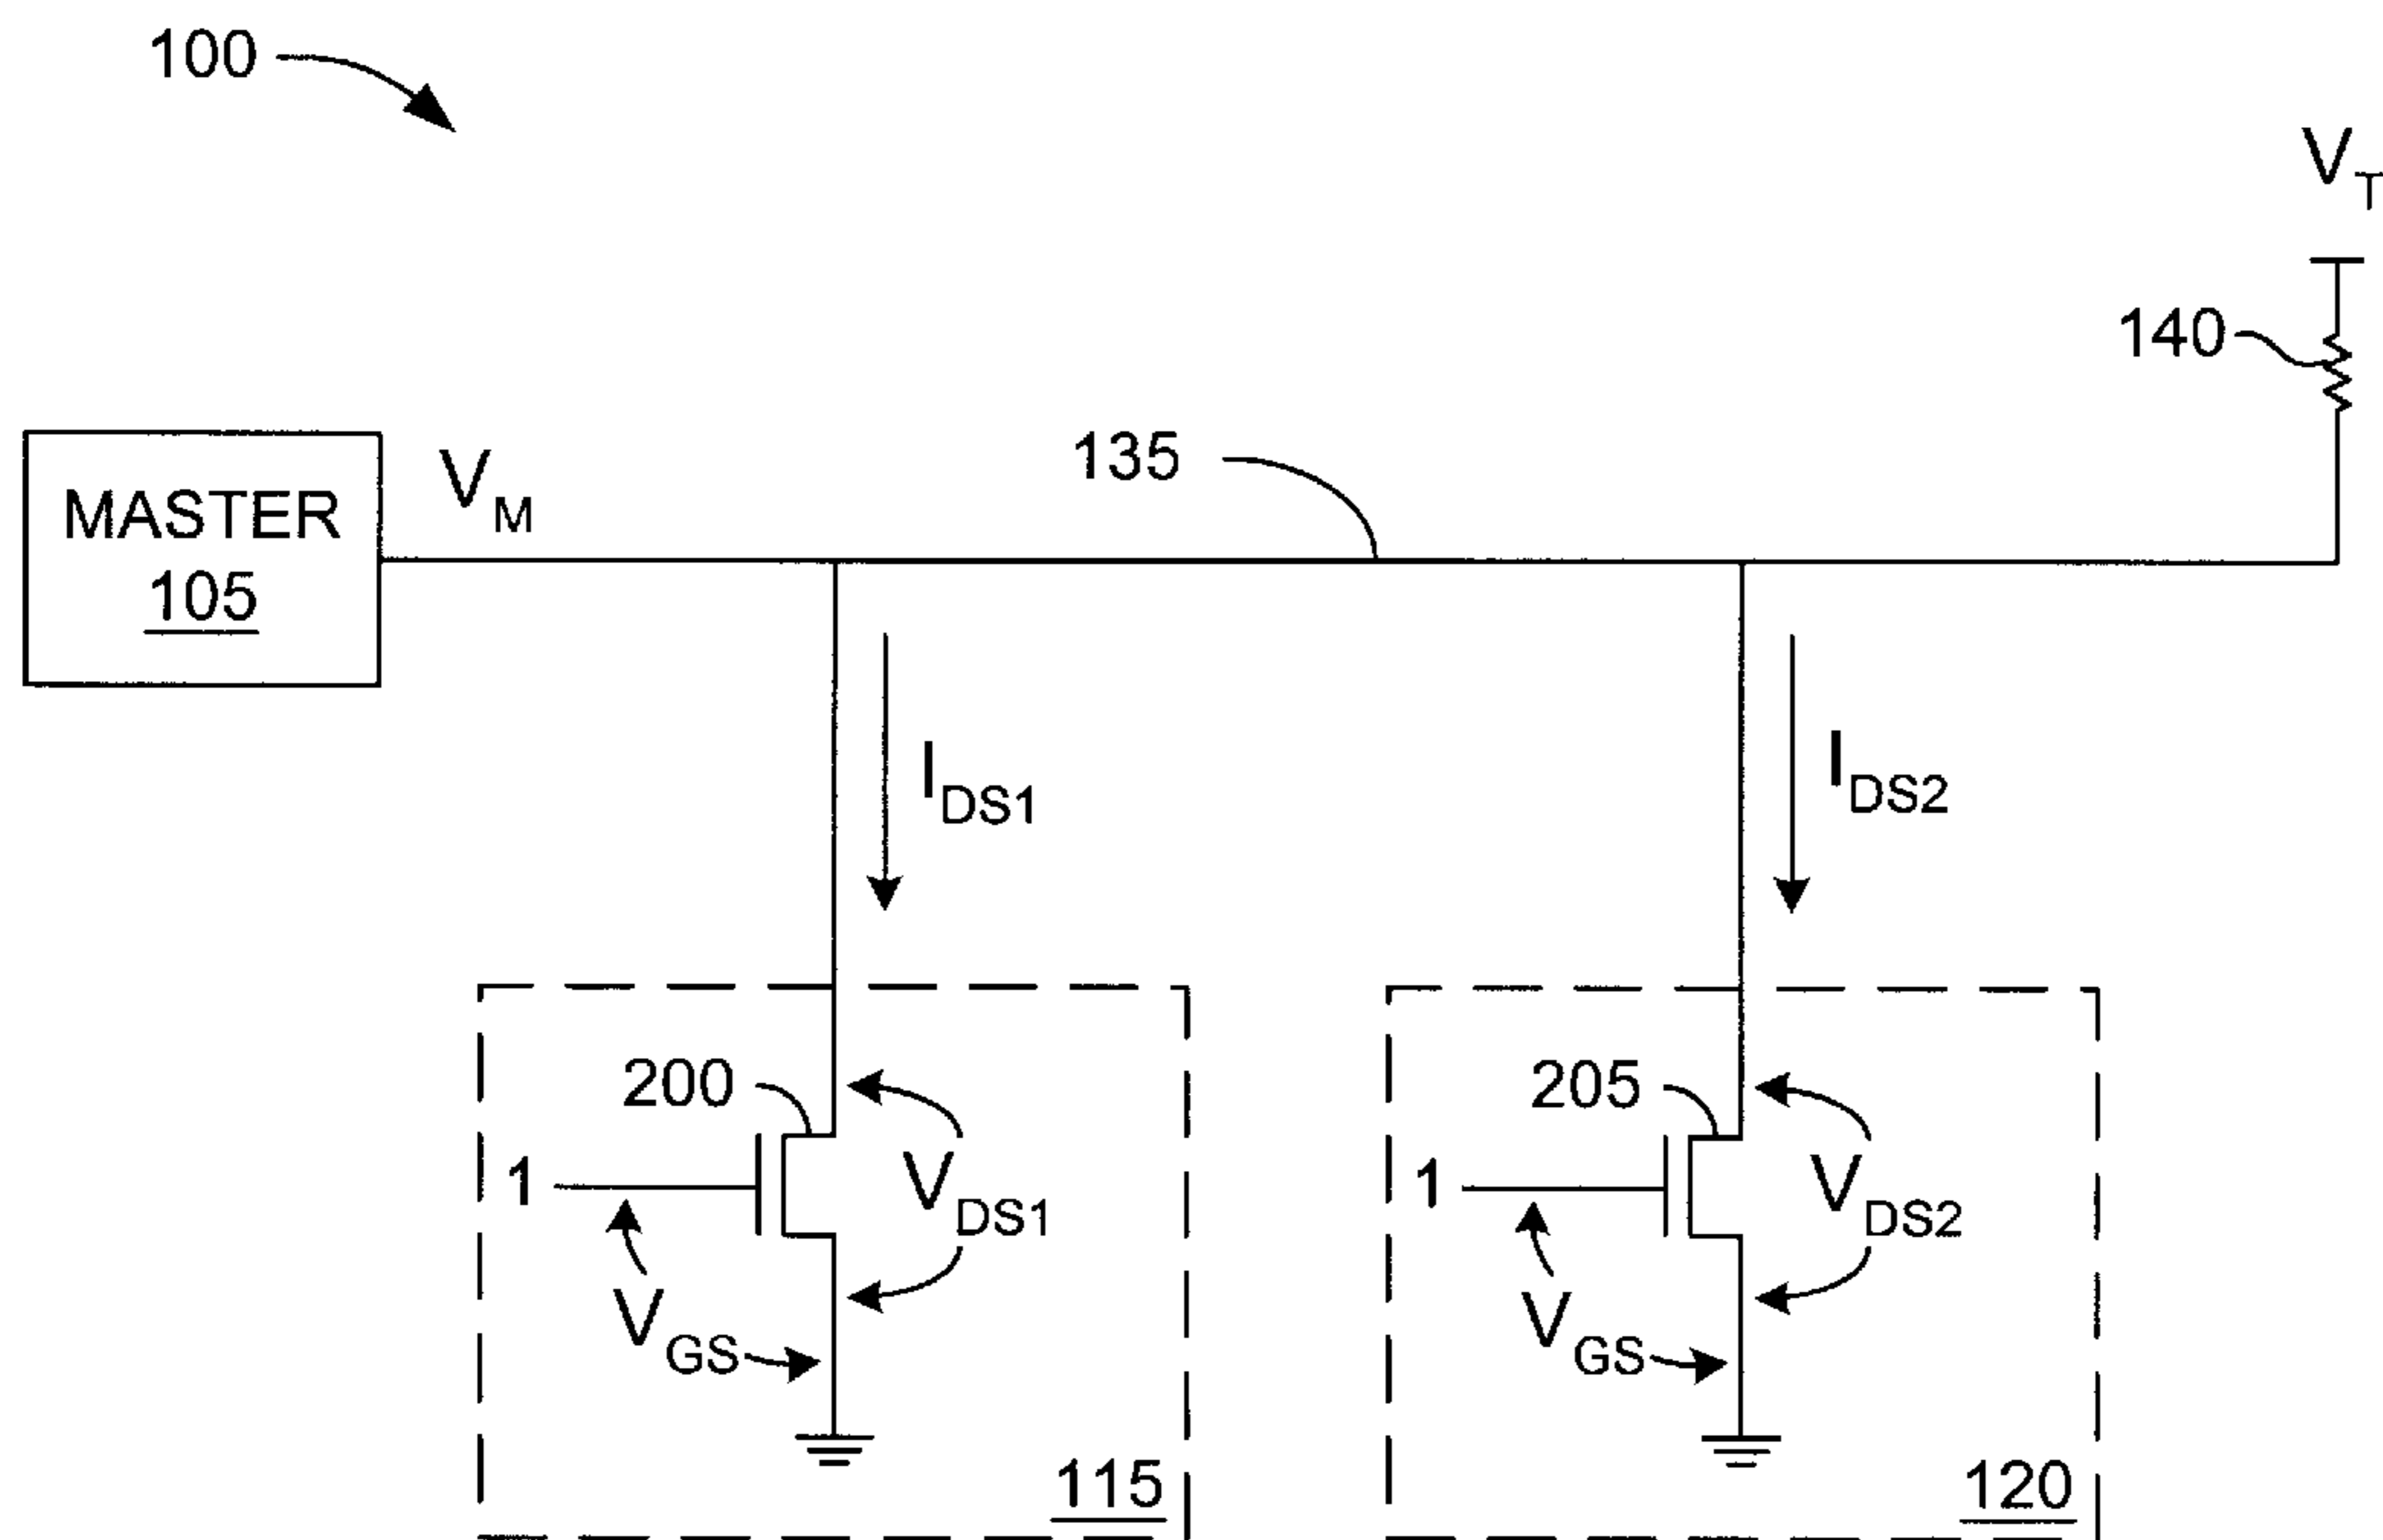 100
V_T
140
135
MASTER
105
V_M
I_DS1
I_DS2
200
205
1
1
V_DS1
V_DS2
V_GS
V_GS
115
120